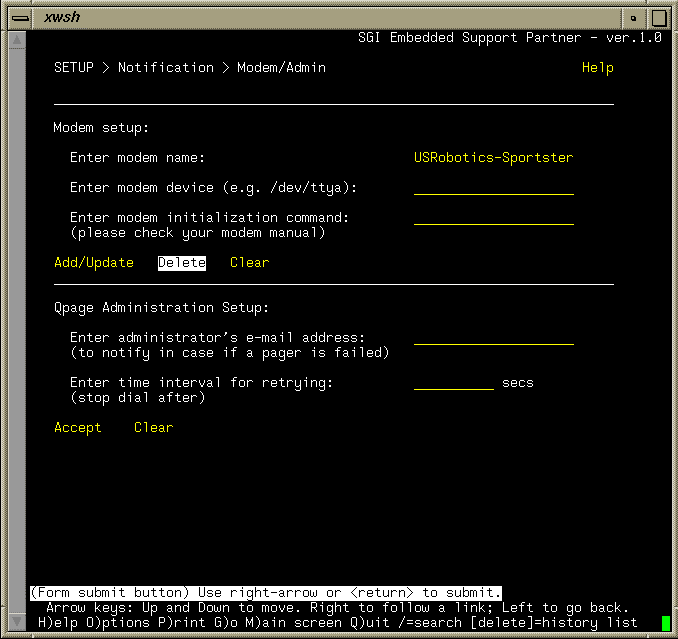 xwsh
SGI Embedded Support Partner - ver.1.0
SETUP > Notification > Modem/Admin Help
Modem setup:
Enter modem name: USRobotics-Sportster
Enter modem device (e.g. /dev/ttya): ____________________
Enter modem initialization command: ____________________
(please check your modem manual)
Add/Update Delete Clear
Qpage Administration Setup:
Enter administrator's e-mail address: ____________________
(to notify in case if a pager is failed)
Enter time interval for retrying: __________ secs
(stop dial after)
Accept Clear
(Form submit button) Use right-arrow or <return> to submit.
Arrow keys: Up and Down to move. Right to follow a link; Left to go back.
H)elp O)ptions P)rint G)o M)ain screen Q)uit /=search [delete]=history list